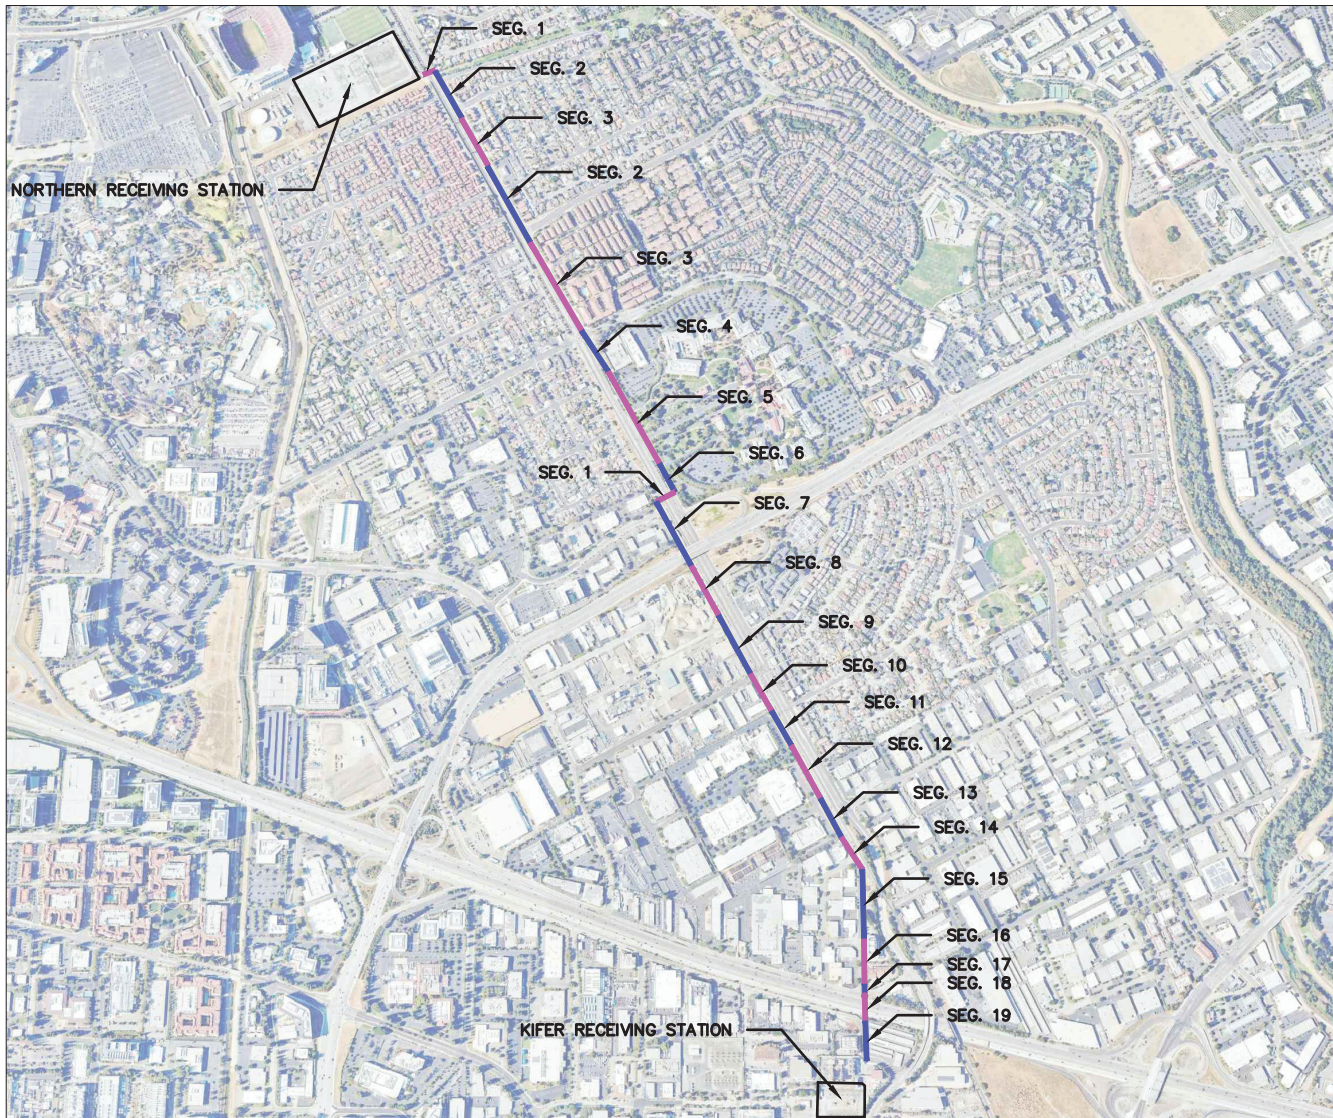 SEG. 1
SEG. 2
SEG. 3
SEG. 2
NORTHERN RECEIVING STATION
SEG. 3
SEG. 4
SEG. 5
SEG. 6
SEG. 1
SEG. 7
SEG. 8
SEG. 9
SEG. 10
SEG. 11
SEG. 12
SEG. 13
SEG. 14
SEG. 15
SEG. 16
SEG. 17
SEG. 18
SEG. 19
KIFER RECEIVING STATION